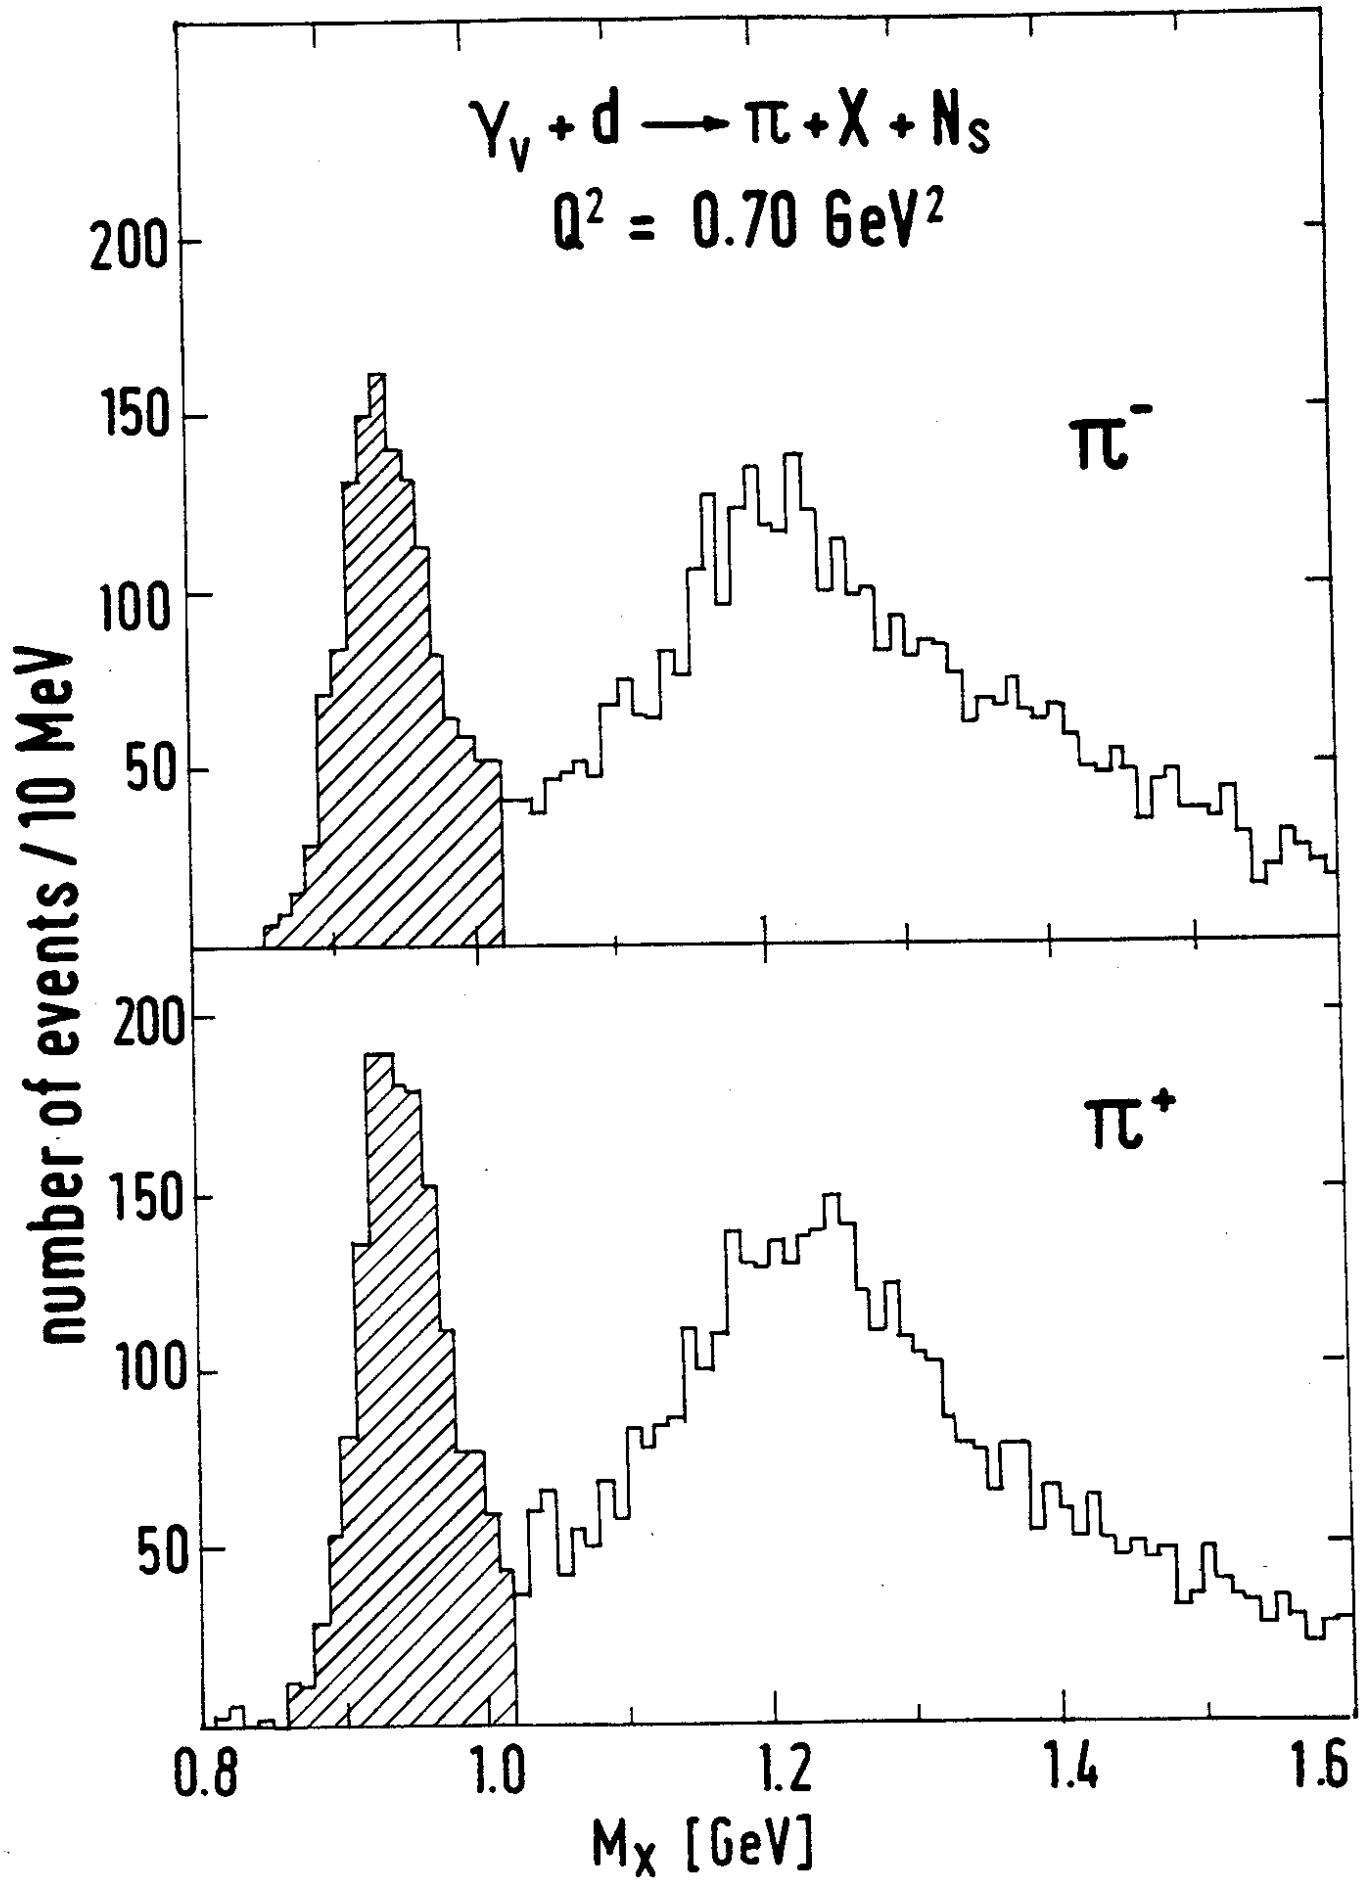 γᵥ + d → π + X + Nₛ
Q² = 0.70 GeV²
200
150
100
50
π⁻
number of events / 10 MeV
200
150
100
50
π⁺
0.8 1.0 1.2 1.4 1.6
Mₓ [GeV]